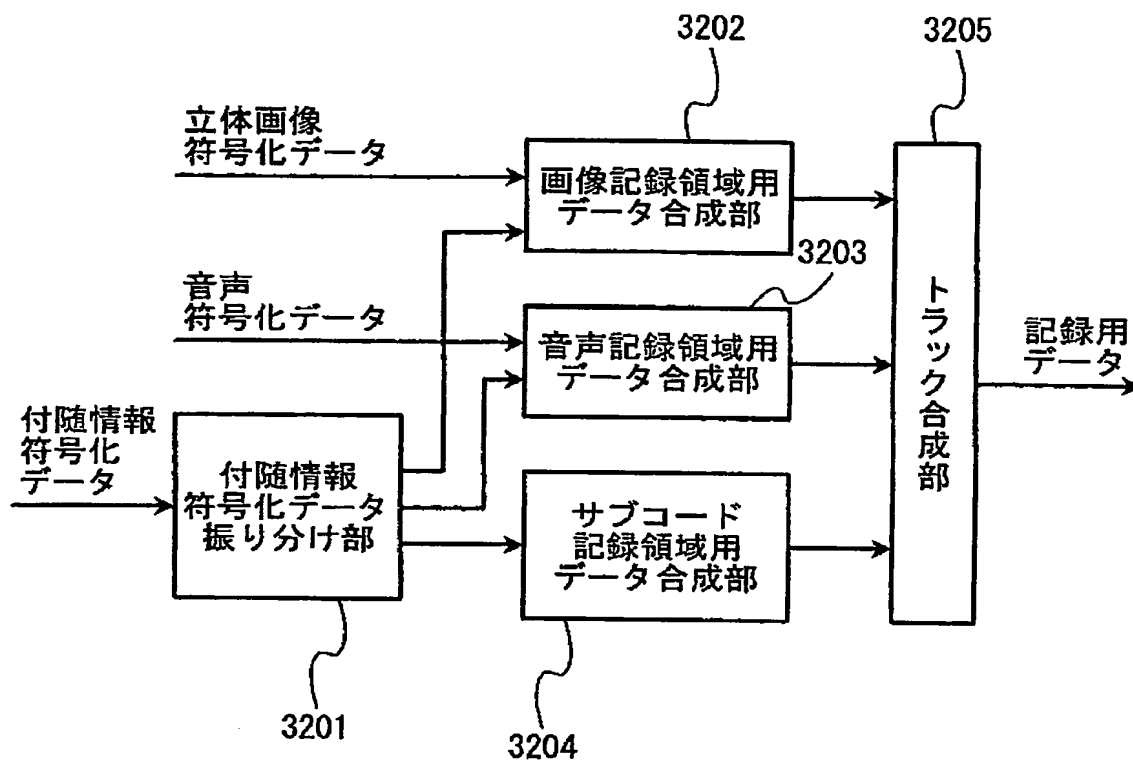 3202
3205
立体画像
符号化データ
画像記録領域用
データ合成部
3203
音声
符号化データ
音声記録領域用
データ合成部
トラック合成部
記録用
データ
付随情報
符号化
データ
付随情報
符号化データ
振り分け部
サブコード
記録領域用
データ合成部
3201
3204